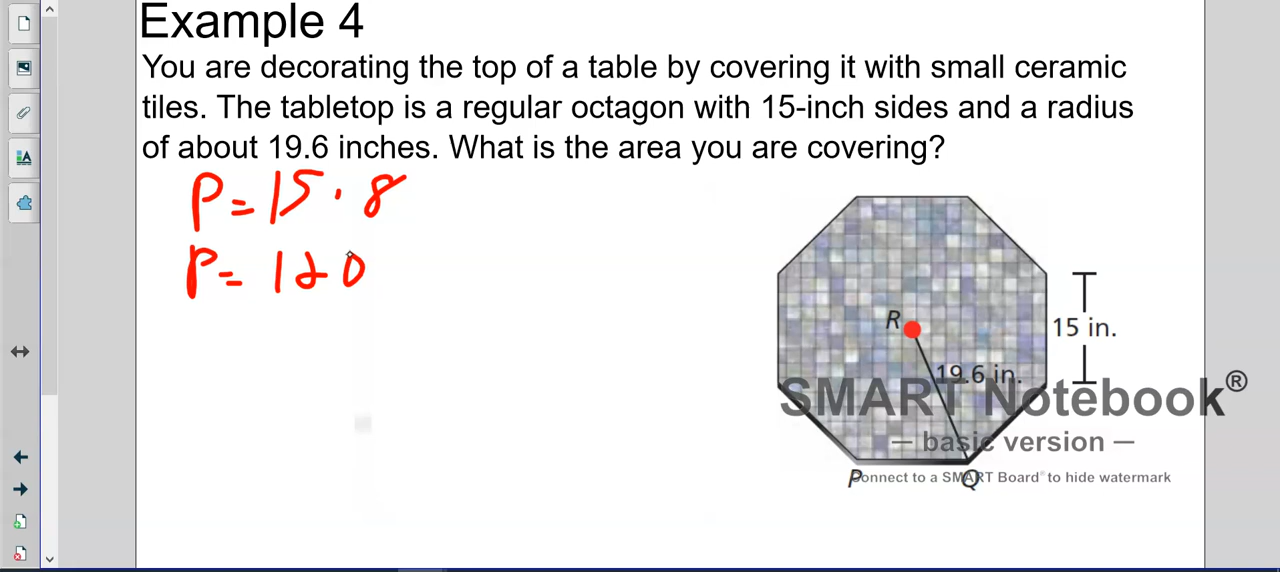 Example 4
You are decorating the top of a table by covering it with small ceramic
tiles. The tabletop is a regular octagon with 15-inch sides and a radius
of about 19.6 inches. What is the area you are covering?
P = 15 · 8
P = 120
R
15 in.
19.6 in.
SMART Notebook®
— basic version —
P
Connect to a SMART Board® to hide watermark
Q